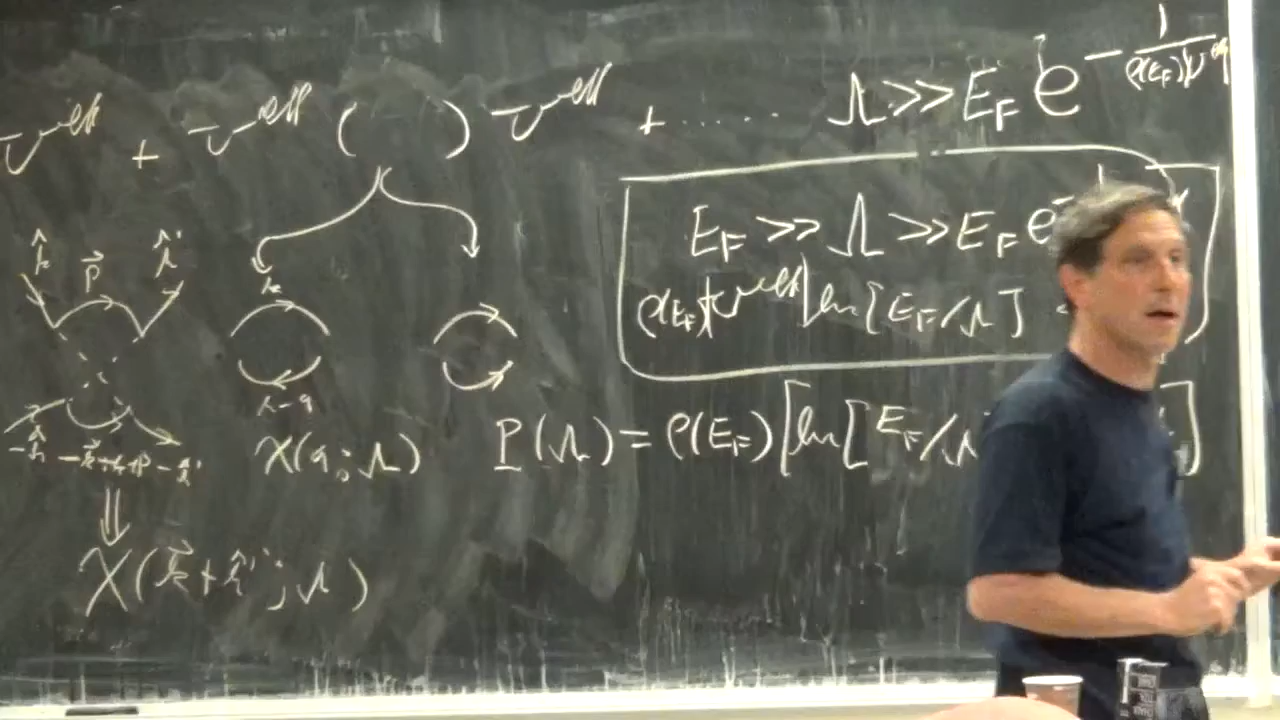 v^eff + v^eff ( ) v^eff + ......
Λ >> E_F e^{-1/ρ(E_F)|v^eff
E_F >> Λ >> E_F e^-
ρ(E_F)|v^eff| ln[E_F/Λ]
k̂ p⃗ k̂'
k
k-q
χ(q;Λ)
P(Λ) = ρ(E_F)[ln[E_F/Λ
χ(k⃗+k̂';Λ)